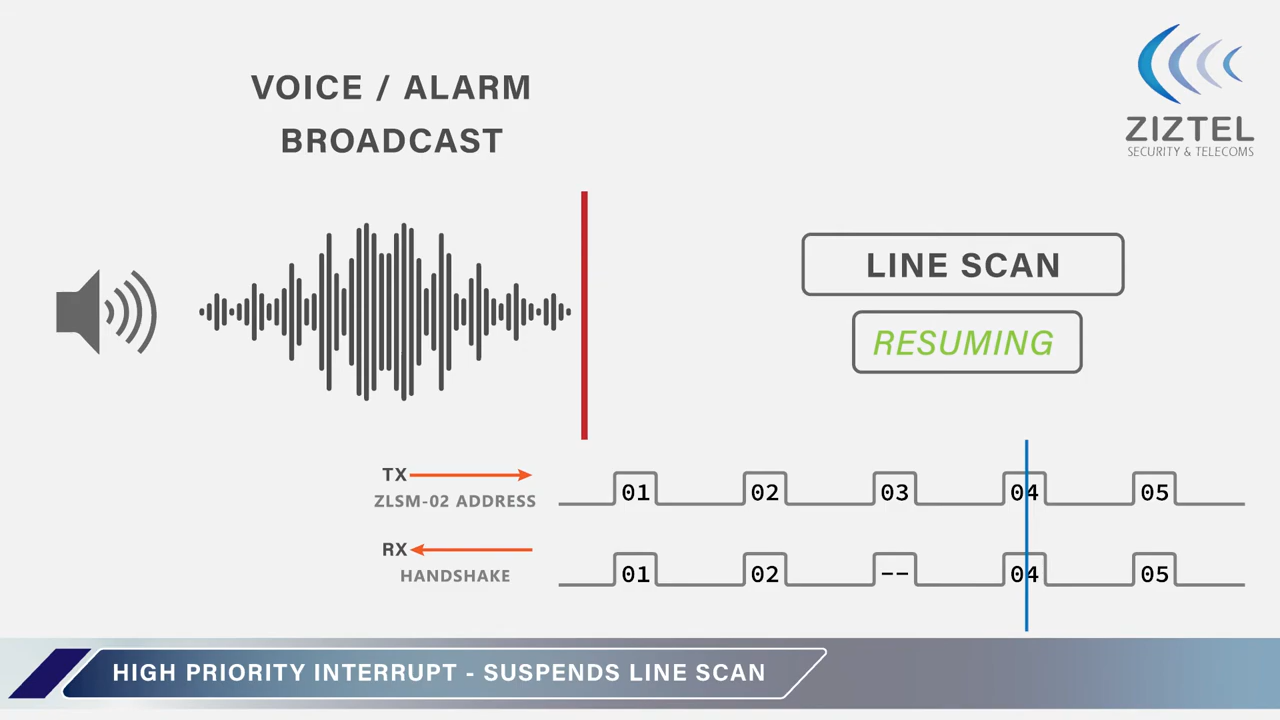 VOICE / ALARM
BROADCAST
ZIZTEL
SECURITY & TELECOMS
LINE SCAN
RESUMING
TX
ZLSM-02 ADDRESS
01 02 03 04 05
RX
HANDSHAKE
01 02 -- 04 05
HIGH PRIORITY INTERRUPT - SUSPENDS LINE SCAN